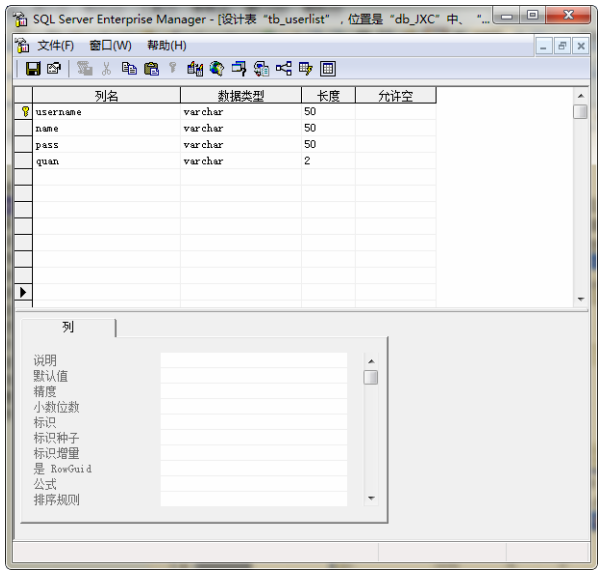 SQL Server Enterprise Manager - [设计表“tb_userlist”,位置是“db_JXC”中、“...
文件(F) 窗口(W) 帮助(H)
列名 数据类型 长度 允许空
username varchar 50
name varchar 50
pass varchar 50
quan varchar 2
列
说明
默认值
精度
小数位数
标识
标识种子
标识增量
是 RowGuid
公式
排序规则